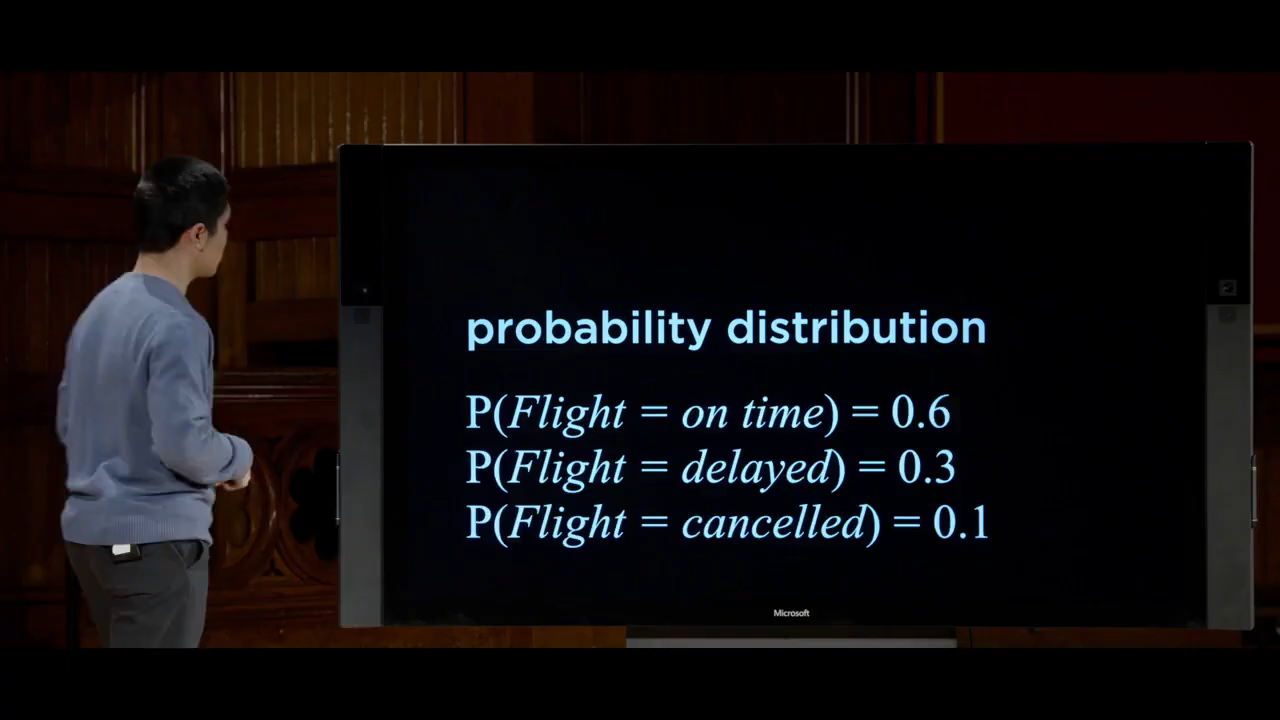 probability distribution
P(Flight = on time) = 0.6
P(Flight = delayed) = 0.3
P(Flight = cancelled) = 0.1
Microsoft